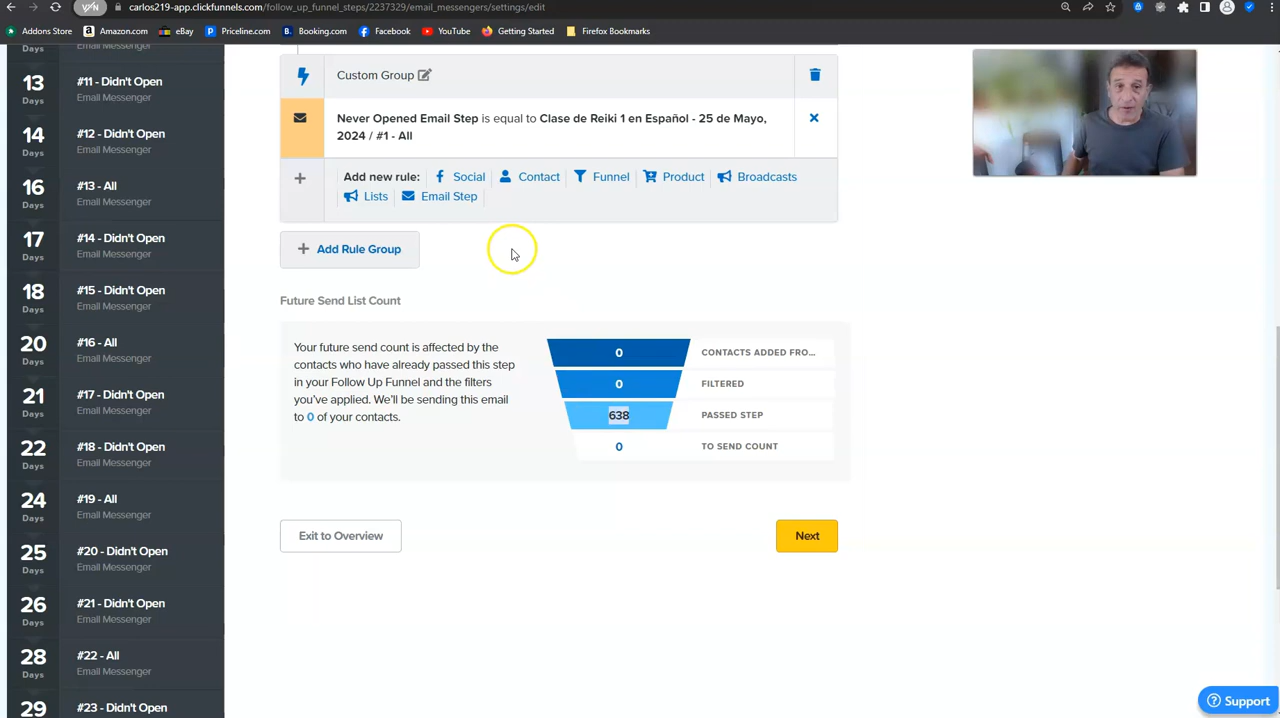 carlos219-app.clickfunnels.com/follow_up_funnel_steps/2237329/email_messengers/settings/edit
Addons Store
Amazon.com
eBay
Priceline.com
Booking.com
Facebook
YouTube
Getting Started
Firefox Bookmarks
Days
Email Messenger
13
Days
#11 - Didn't Open
Email Messenger
14
Days
#12 - Didn't Open
Email Messenger
16
Days
#13 - All
Email Messenger
17
Days
#14 - Didn't Open
Email Messenger
18
Days
#15 - Didn't Open
Email Messenger
20
Days
#16 - All
Email Messenger
21
Days
#17 - Didn't Open
Email Messenger
22
Days
#18 - Didn't Open
Email Messenger
24
Days
#19 - All
Email Messenger
25
Days
#20 - Didn't Open
Email Messenger
26
Days
#21 - Didn't Open
Email Messenger
28
Days
#22 - All
Email Messenger
29
#23 - Didn't Open
Custom Group
Never Opened Email Step is equal to Clase de Reiki 1 en Español - 25 de Mayo,
2024 / #1 - All
Add new rule: Social Contact Funnel Product Broadcasts
Lists Email Step
Add Rule Group
Future Send List Count
Your future send count is affected by the
contacts who have already passed this step
in your Follow Up Funnel and the filters
you've applied. We'll be sending this email
to 0 of your contacts.
0 CONTACTS ADDED FRO...
0 FILTERED
638 PASSED STEP
0 TO SEND COUNT
Exit to Overview
Next
Support